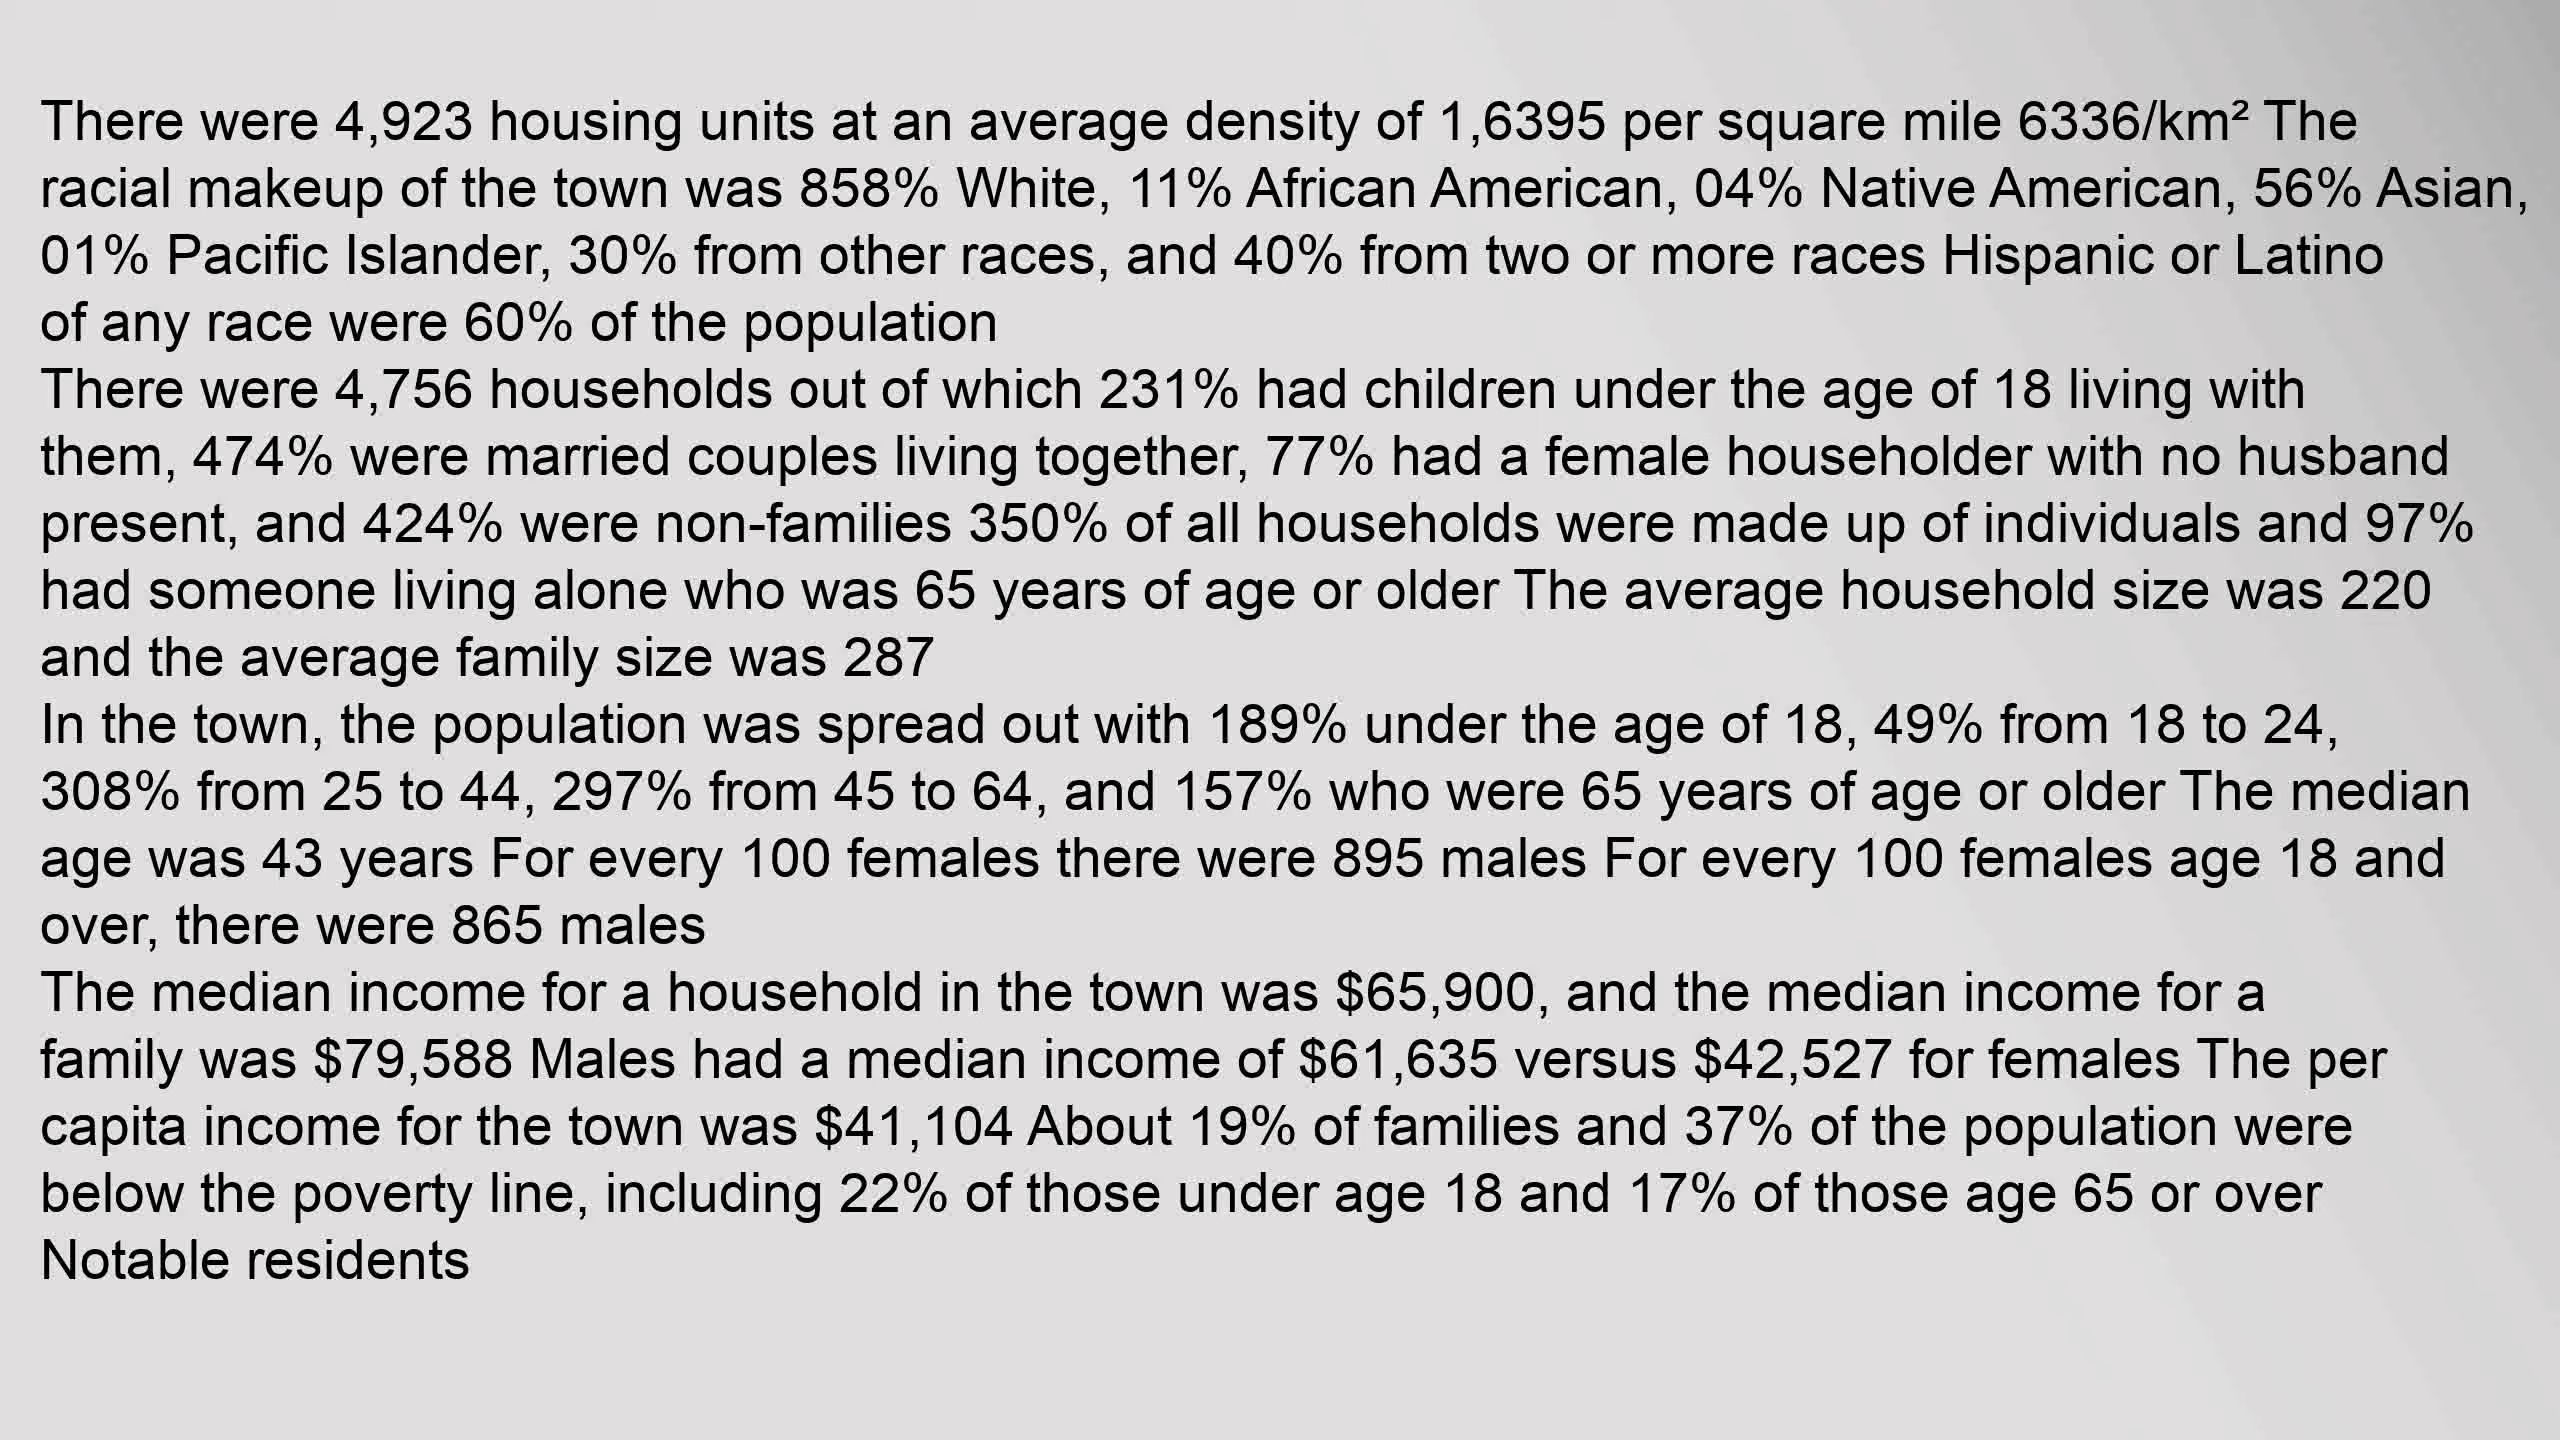 There were 4,923 housing units at an average density of 1,6395 per square mile 6336/km² The
racial makeup of the town was 858% White, 11% African American, 04% Native American, 56% Asian,
01% Pacific Islander, 30% from other races, and 40% from two or more races Hispanic or Latino
of any race were 60% of the population
There were 4,756 households out of which 231% had children under the age of 18 living with
them, 474% were married couples living together, 77% had a female householder with no husband
present, and 424% were non-families 350% of all households were made up of individuals and 97%
had someone living alone who was 65 years of age or older The average household size was 220
and the average family size was 287
In the town, the population was spread out with 189% under the age of 18, 49% from 18 to 24,
308% from 25 to 44, 297% from 45 to 64, and 157% who were 65 years of age or older The median
age was 43 years For every 100 females there were 895 males For every 100 females age 18 and
over, there were 865 males
The median income for a household in the town was $65,900, and the median income for a
family was $79,588 Males had a median income of $61,635 versus $42,527 for females The per
capita income for the town was $41,104 About 19% of families and 37% of the population were
below the poverty line, including 22% of those under age 18 and 17% of those age 65 or over
Notable residents